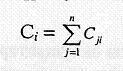 C_i = \sum_{j=1}^{n} C_{ji}